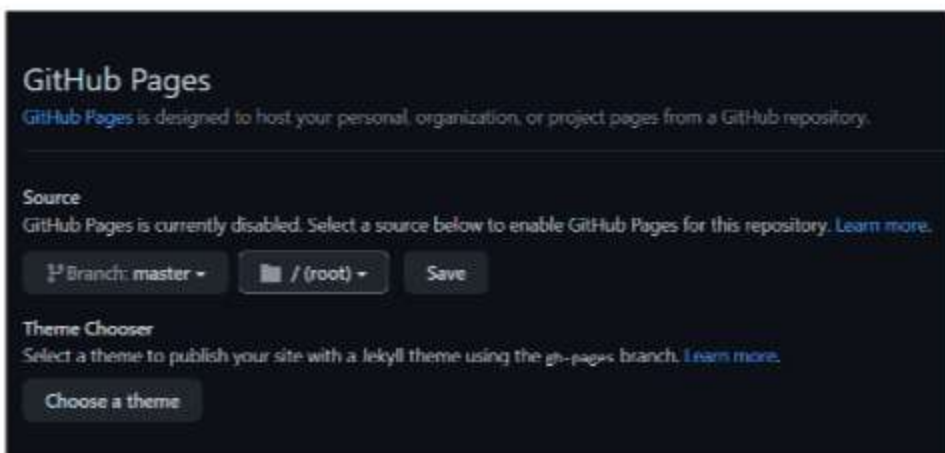 GitHub Pages
GitHub Pages is designed to host your personal, organization, or project pages from a GitHub repository.
Source
GitHub Pages is currently disabled. Select a source below to enable GitHub Pages for this repository. Learn more.
Branch: master / (root) Save
Theme Chooser
Select a theme to publish your site with a Jekyll theme using the gh-pages branch. Learn more.
Choose a theme